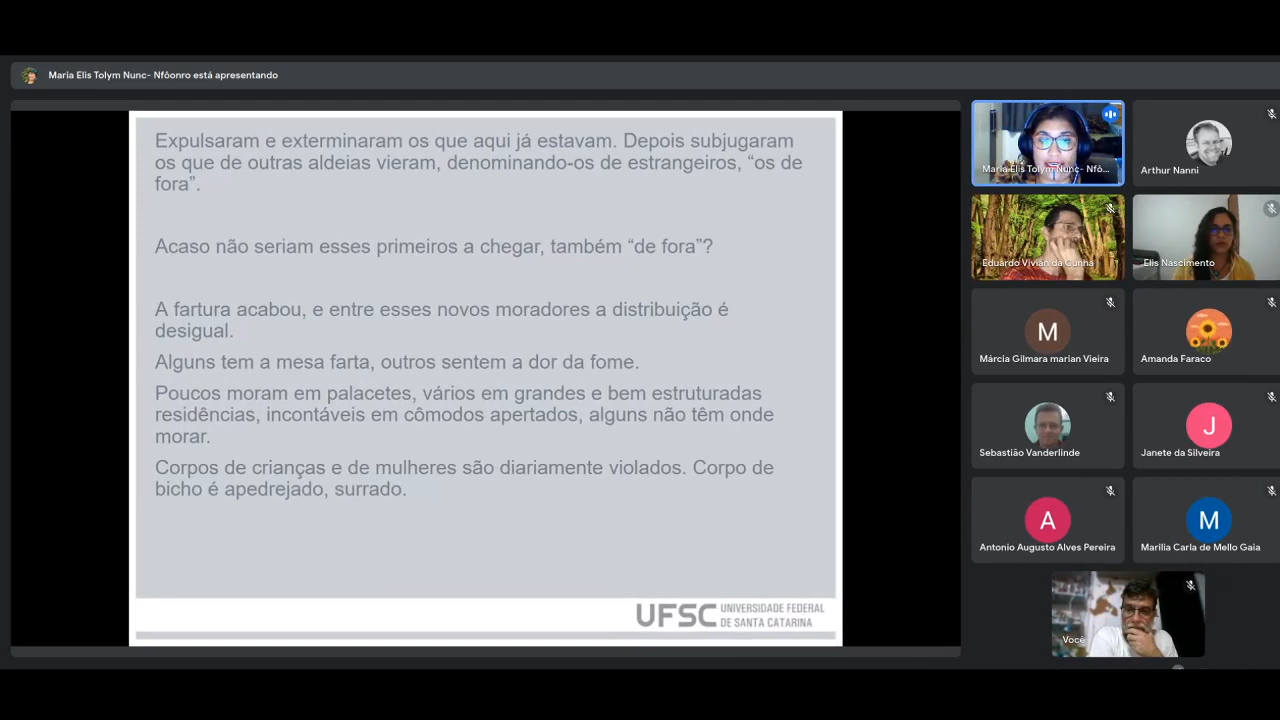 Maria Elis Tolym Nunc- Nfôonro está apresentando
Expulsaram e exterminaram os que aqui já estavam. Depois subjugaram
os que de outras aldeias vieram, denominando-os de estrangeiros, “os de
fora”.
Acaso não seriam esses primeiros a chegar, também “de fora”?
A fartura acabou, e entre esses novos moradores a distribuição é
desigual.
Alguns tem a mesa farta, outros sentem a dor da fome.
Poucos moram em palacetes, vários em grandes e bem estruturadas
residências, incontáveis em cômodos apertados, alguns não têm onde
morar.
Corpos de crianças e de mulheres são diariamente violados. Corpo de
bicho é apedrejado, surrado.
UFSC UNIVERSIDADE FEDERAL
DE SANTA CATARINA
Maria Elis Tolym Nunc- Nfô...
Arthur Nanni
Eduardo Vivian da Cunha
Elis Nascimento
M
Márcia Gilmara marian Vieira
Amanda Faraco
Sebastião Vanderlinde
J
Janete da Silveira
A
Antonio Augusto Alves Pereira
M
Marilia Carla de Mello Gaia
Você